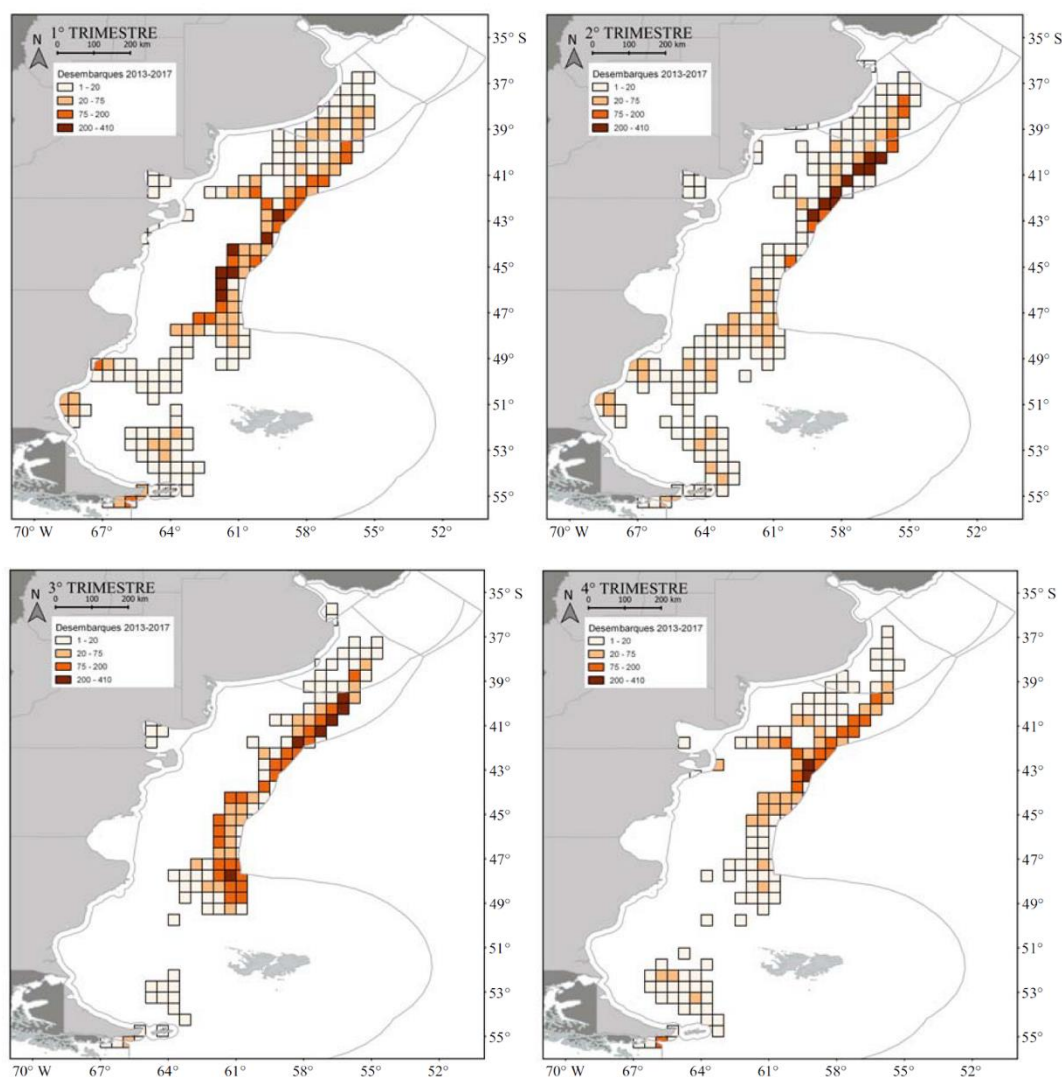 1° TRIMESTRE
N
0 100 200 km
Desembarques 2013-2017
1 - 20
20 - 75
75 - 200
200 - 410
70° W 67° 64° 61° 58° 55° 52°
2° TRIMESTRE
N
0 100 200 km
Desembarques 2013-2017
1 - 20
20 - 75
75 - 200
200 - 410
35° S
37°
39°
41°
43°
45°
47°
49°
51°
53°
55°
70° W 67° 64° 61° 58° 55° 52°
35° S
37°
39°
41°
43°
45°
47°
49°
51°
53°
55°
3° TRIMESTRE
N
0 100 200 km
Desembarques 2013-2017
1 - 20
20 - 75
75 - 200
200 - 410
35° S
37°
39°
41°
43°
45°
47°
49°
51°
53°
55°
70° W 67° 64° 61° 58° 55° 52°
4° TRIMESTRE
N
0 100 200 km
Desembarques 2013-2017
1 - 20
20 - 75
75 - 200
200 - 410
35° S
37°
39°
41°
43°
45°
47°
49°
51°
53°
55°
70° W 67° 64° 61° 58° 55° 52°